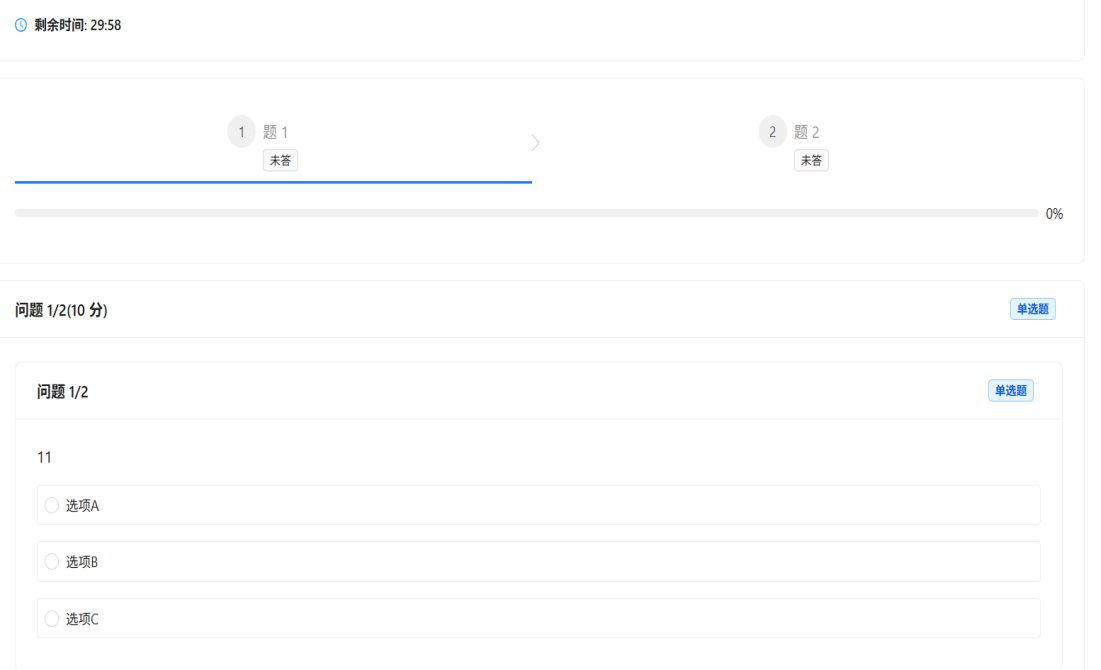 剩余时间: 29:58
1 题 1
未答
2 题 2
未答
0%
问题 1/2(10 分)
单选题
问题 1/2
单选题
11
选项A
选项B
选项C